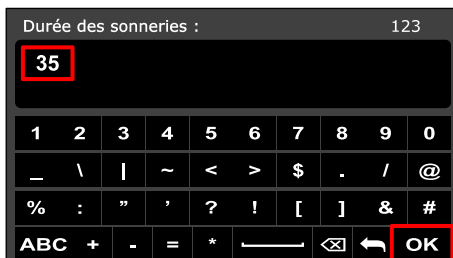 Durée des sonneries : 123
35
1 2 3 4 5 6 7 8 9 0
_ \ | ~ < > $ . / @
% : " ' ? ! [ ] & #
ABC + - = * OK